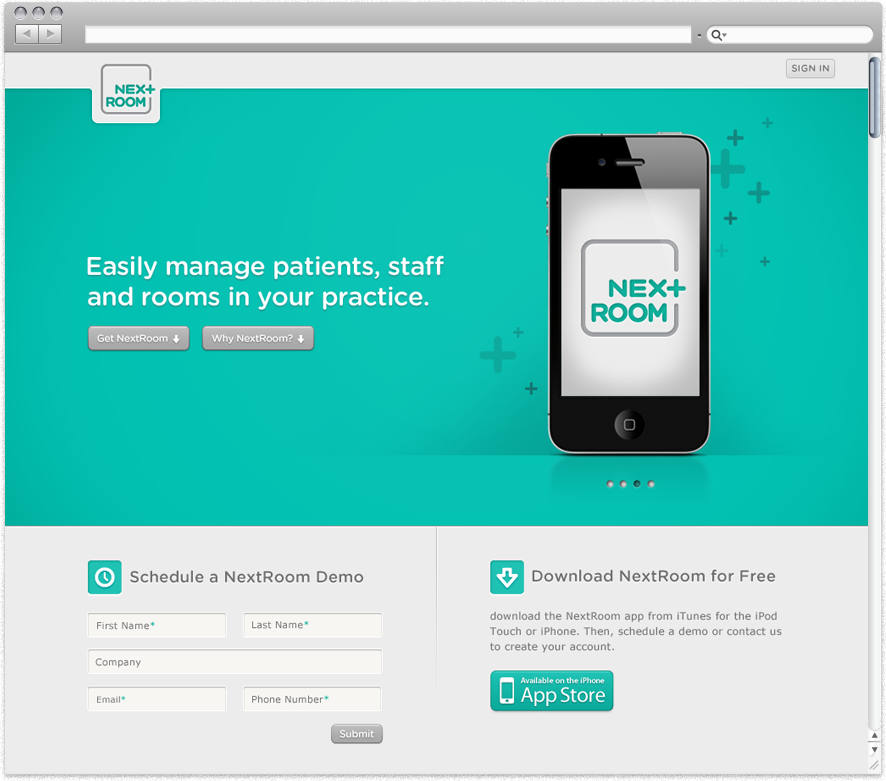 SIGN IN
NEXT
ROOM
Easily manage patients, staff
and rooms in your practice.
Get NextRoom
Why NextRoom?
NEXT
ROOM
Schedule a NextRoom Demo
First Name*
Last Name*
Company
Email*
Phone Number*
Submit
Download NextRoom for Free
download the NextRoom app from iTunes for the iPod
Touch or iPhone. Then, schedule a demo or contact us
to create your account.
Available on the iPhone
App Store